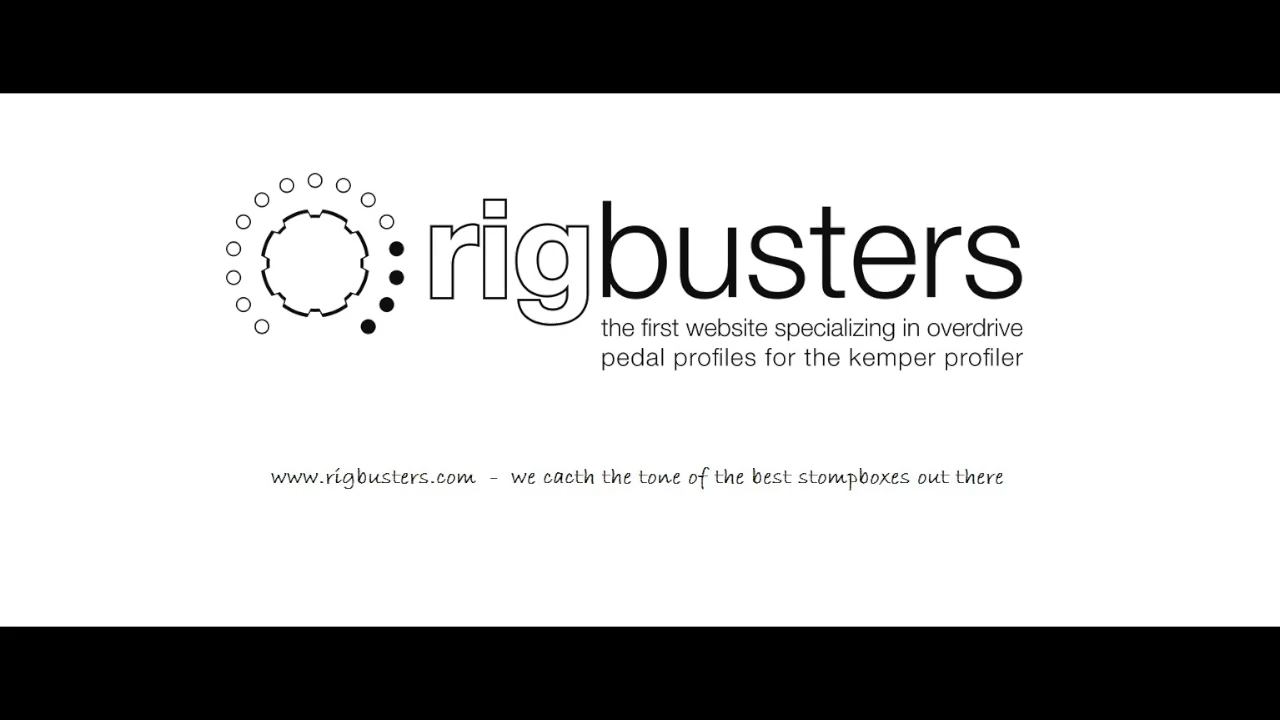 rigbusters
the first website specializing in overdrive
pedal profiles for the kemper profiler
www.rigbusters.com - we cacth the tone of the best stompboxes out there